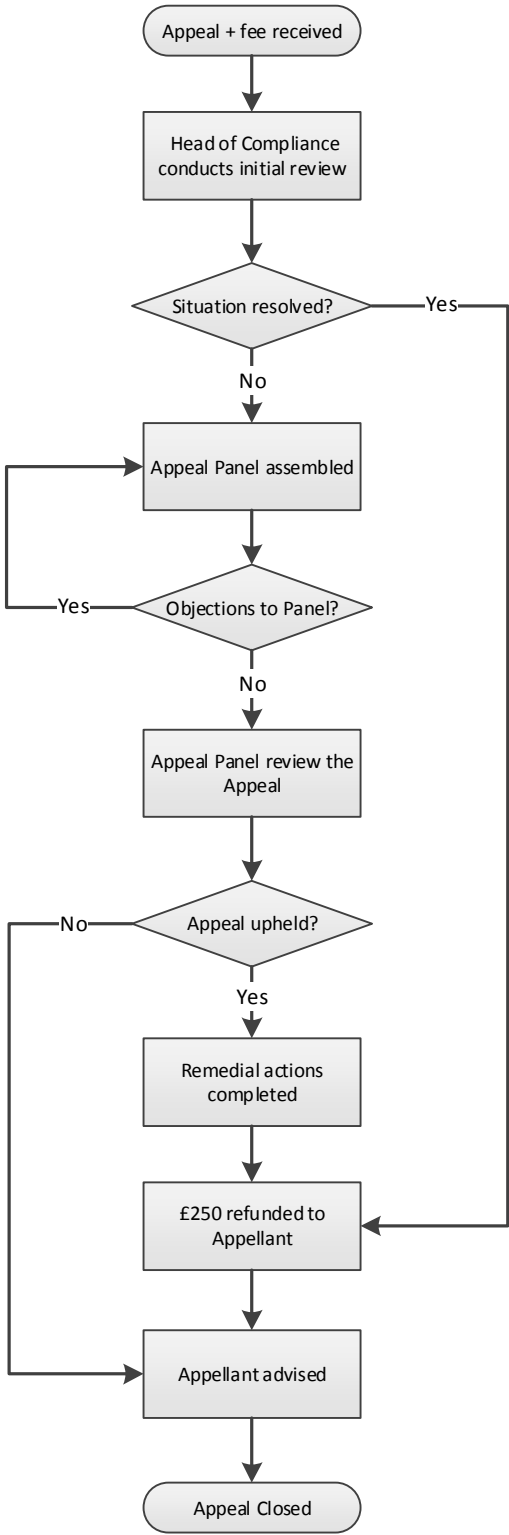 Appeal + fee received
Head of Compliance
conducts initial review
Situation resolved?
Yes
No
Appeal Panel assembled
Objections to Panel?
Yes
No
Appeal Panel review the
Appeal
Appeal upheld?
No
Yes
Remedial actions
completed
£250 refunded to
Appellant
Appellant advised
Appeal Closed